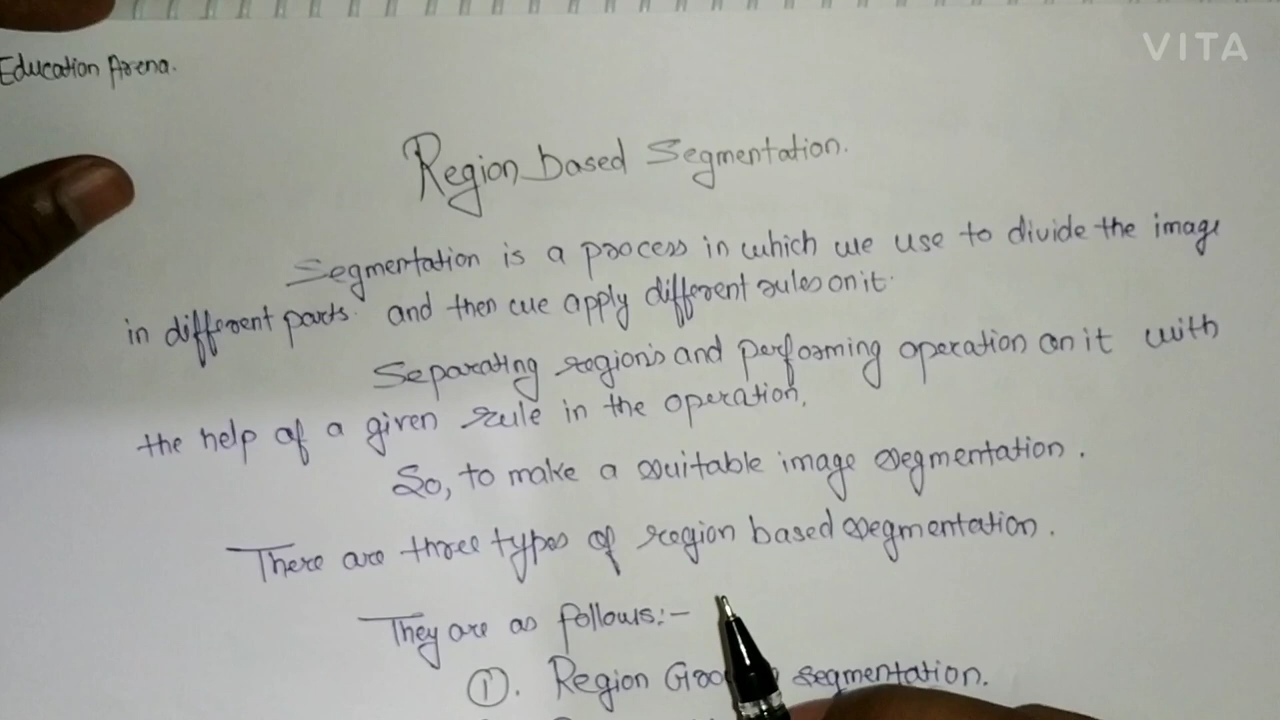 VITA
Education Arena.
Region based Segmentation.
Segmentation is a process in which we use to divide the image
in different parts. and then we apply different rules on it.
Separating region's and performing operation on it with
the help of a given rule in the operation.
So, to make a suitable image segmentation.
There are three types of region based segmentation.
They are as follows:-
①. Region segmentation.